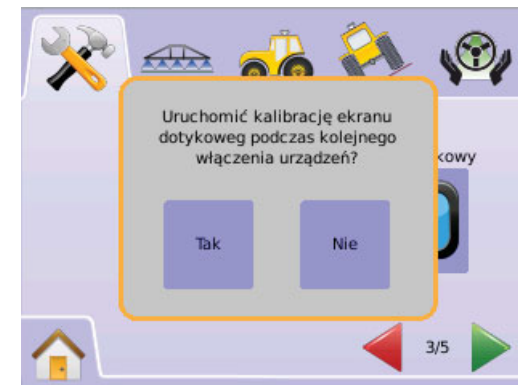 Uruchomić kalibrację ekranu
dotykoweg podczas kolejnego
włączenia urządzeń?
kowy
Tak
Nie
3/5